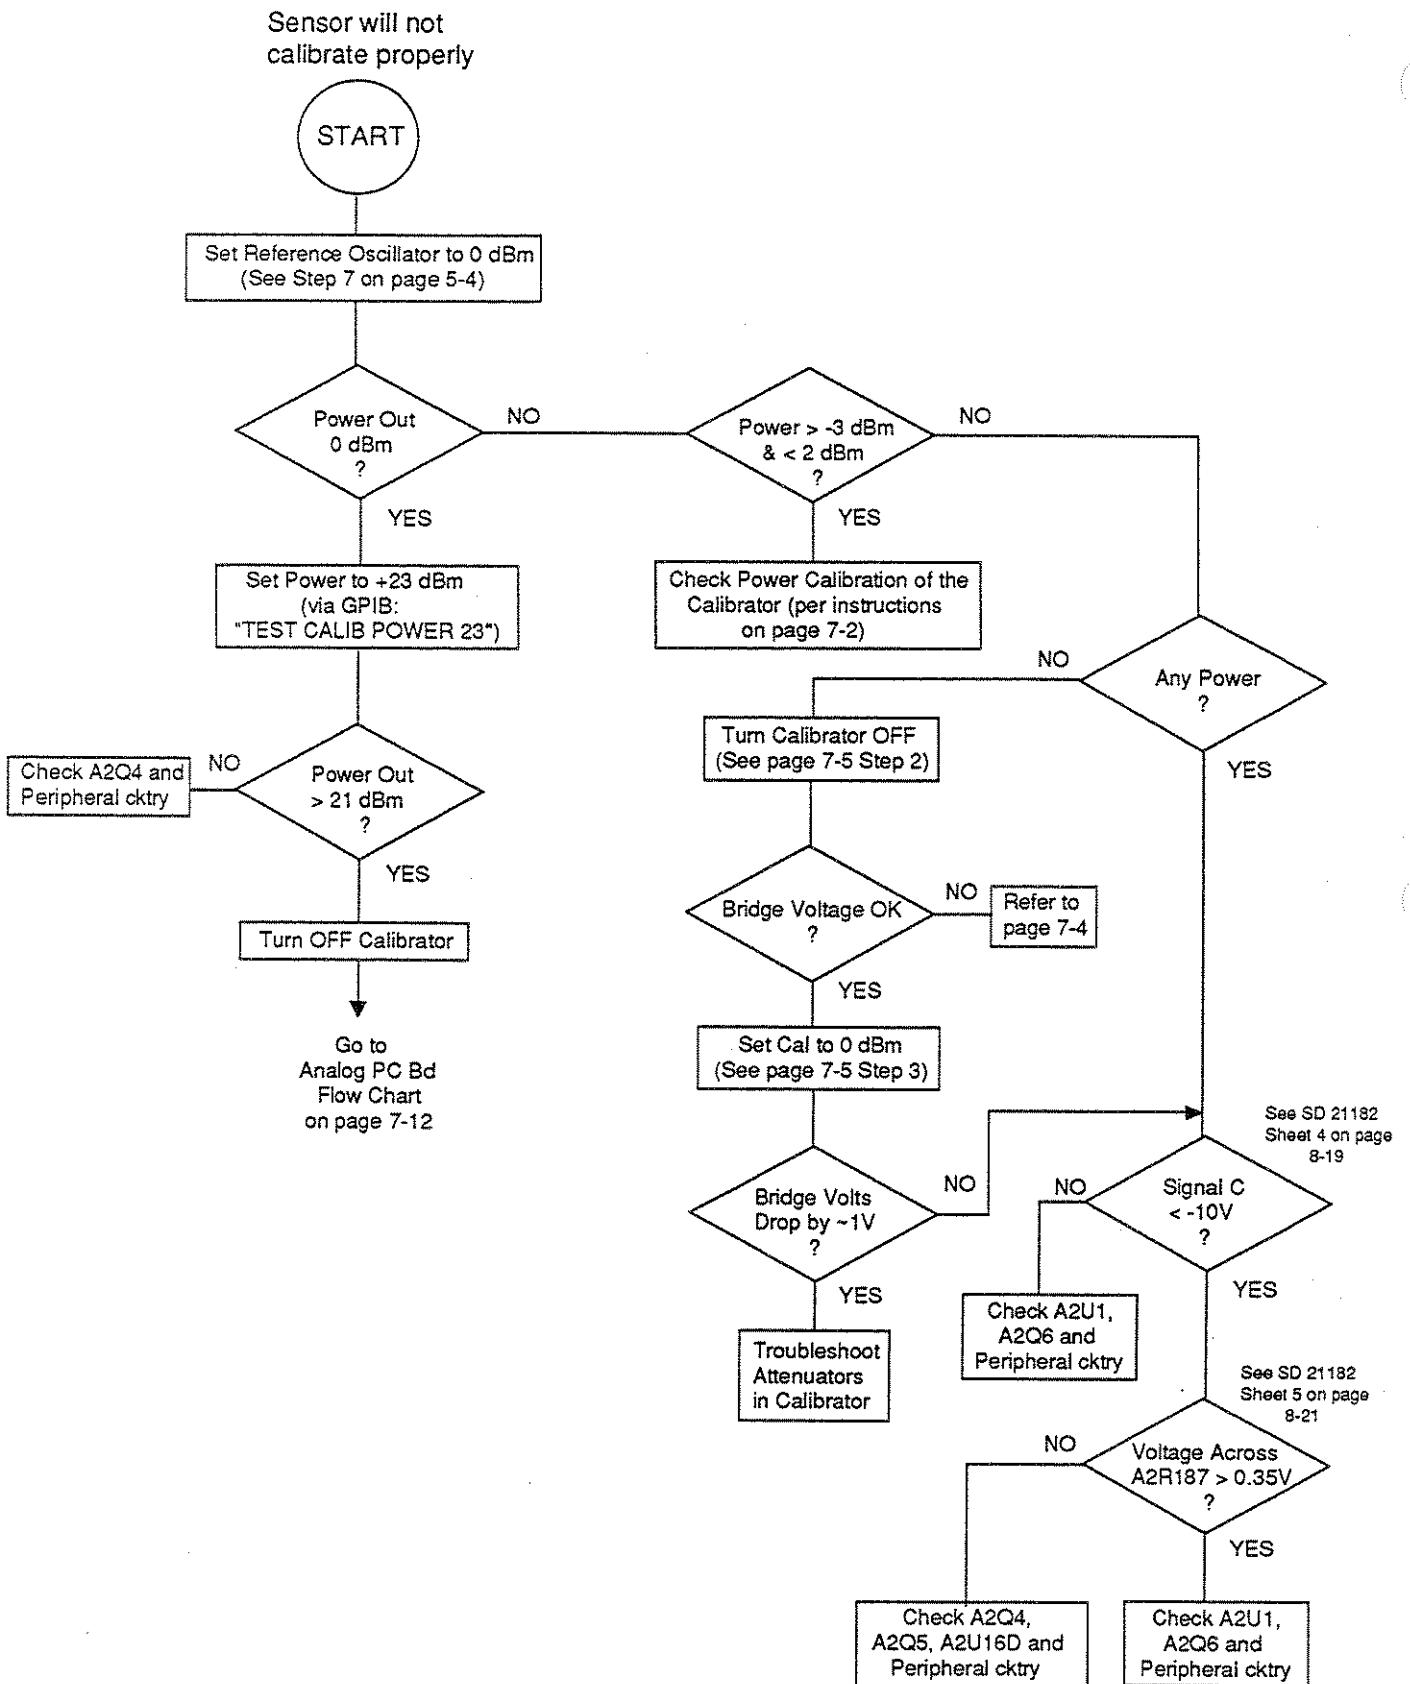 Sensor will not
calibrate properly
START
Set Reference Oscillator to 0 dBm
(See Step 7 on page 5-4)
Power Out
0 dBm
?
NO
YES
Power > -3 dBm
& < 2 dBm
?
NO
YES
Set Power to +23 dBm
(via GPIB:
"TEST CALIB POWER 23")
Check Power Calibration of the
Calibrator (per instructions
on page 7-2)
NO
Any Power
?
YES
Turn Calibrator OFF
(See page 7-5 Step 2)
Check A2Q4 and
Peripheral cktry
NO
Power Out
> 21 dBm
?
YES
Turn OFF Calibrator
Go to
Analog PC Bd
Flow Chart
on page 7-12
Bridge Voltage OK
?
NO
Refer to
page 7-4
YES
Set Cal to 0 dBm
(See page 7-5 Step 3)
Bridge Volts
Drop by ~1V
?
NO
YES
Troubleshoot
Attenuators
in Calibrator
See SD 21182
Sheet 4 on page
8-19
NO
Signal C
< -10V
?
YES
Check A2U1,
A2Q6 and
Peripheral cktry
See SD 21182
Sheet 5 on page
8-21
NO
Voltage Across
A2R187 > 0.35V
?
YES
Check A2Q4,
A2Q5, A2U16D and
Peripheral cktry
Check A2U1,
A2Q6 and
Peripheral cktry